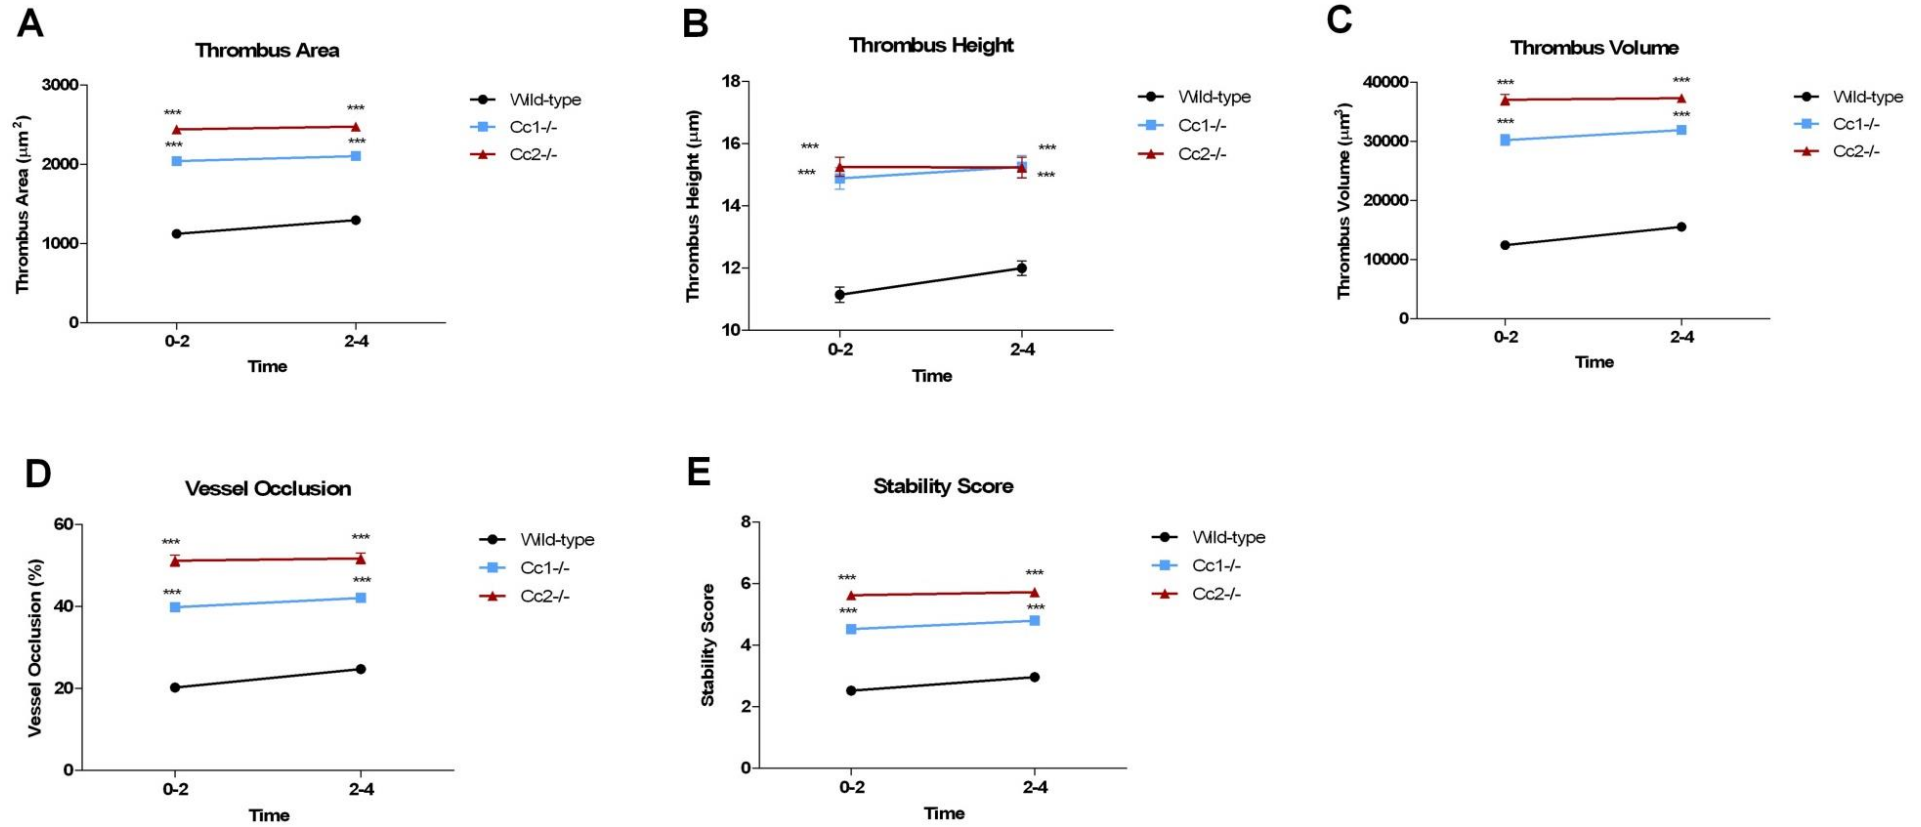 A
Thrombus Area
Thrombus Area (μm²)
3000
2000
1000
0
***
***
***
***
0-2
2-4
Time
Wild-type
Cc1-/-
Cc2-/-
B
Thrombus Height
Thrombus Height (μm)
18
16
14
12
10
***
***
***
***
0-2
2-4
Time
Wild-type
Cc1-/-
Cc2-/-
C
Thrombus Volume
Thrombus Volume (μm³)
40000
30000
20000
10000
0
***
***
***
***
0-2
2-4
Time
Wild-type
Cc1-/-
Cc2-/-
D
Vessel Occlusion
Vessel Occlusion (%)
60
40
20
0
***
***
***
***
0-2
2-4
Time
Wild-type
Cc1-/-
Cc2-/-
E
Stability Score
Stability Score
8
6
4
2
0
***
***
***
***
0-2
2-4
Time
Wild-type
Cc1-/-
Cc2-/-